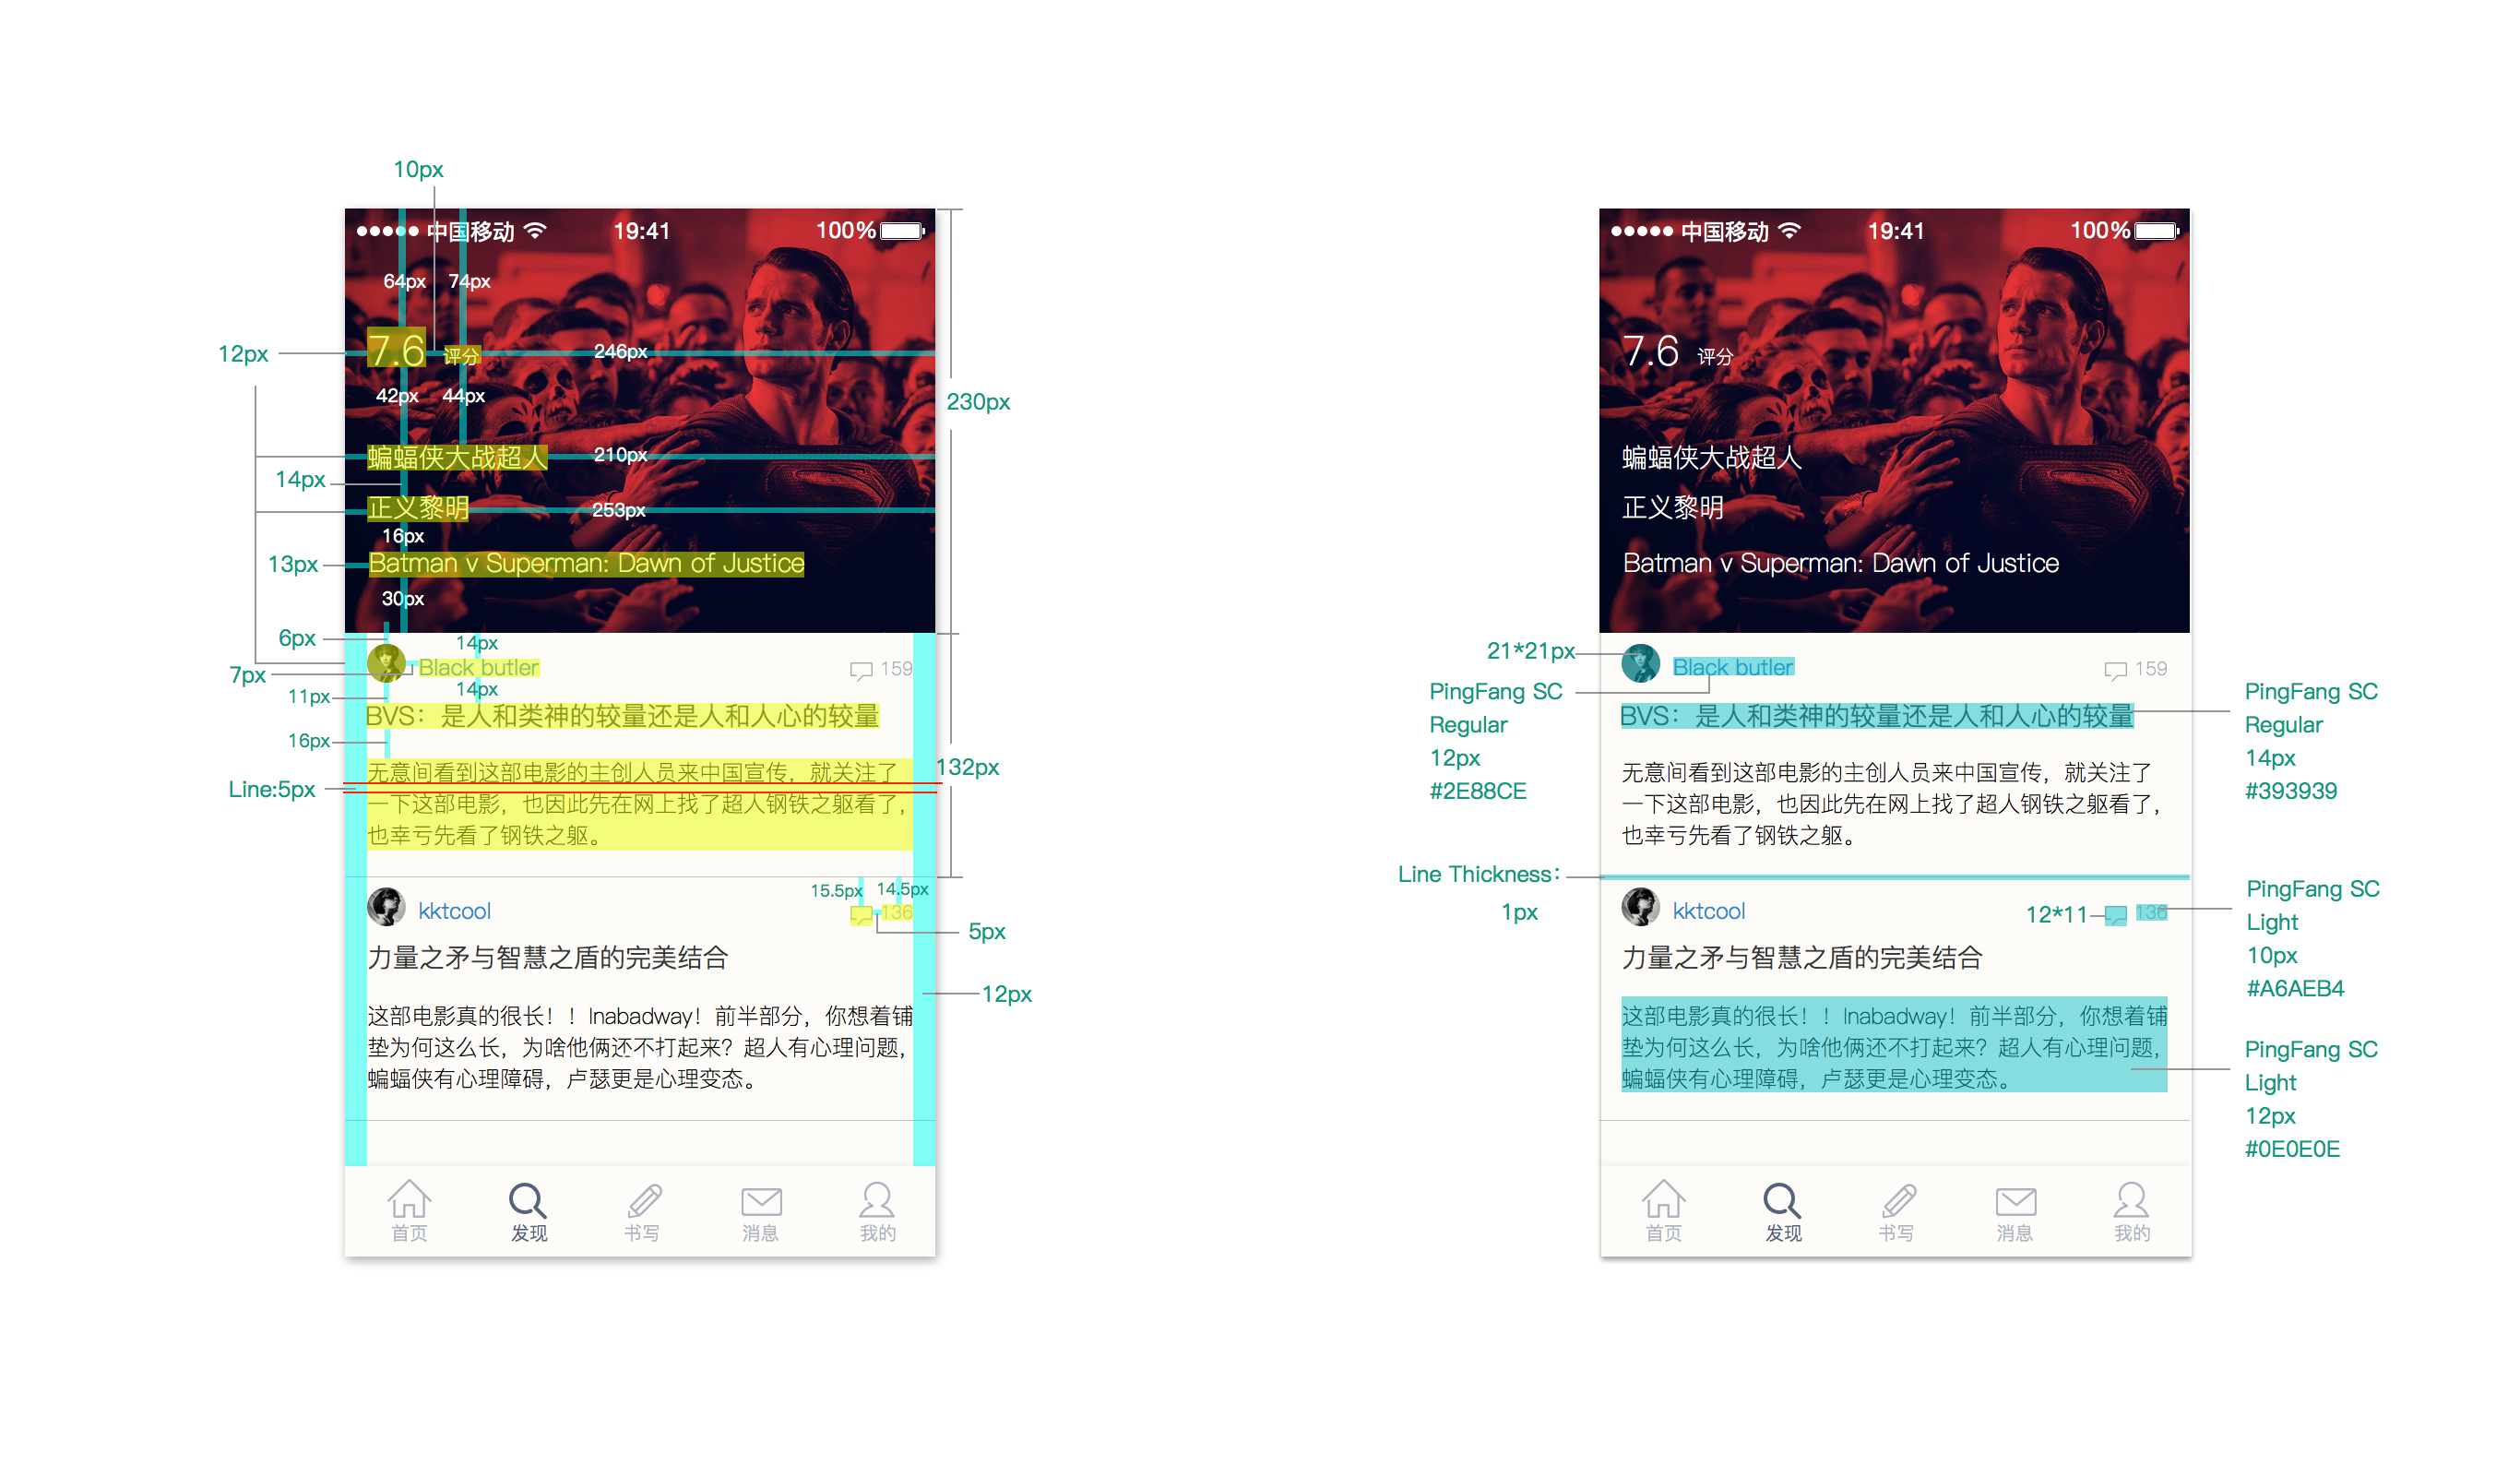 10px
中国移动
19:41
100%
64px
74px
12px
7.6
评分
246px
42px
44px
230px
蝙蝠侠大战超人
210px
14px
正义黎明
253px
16px
13px
Batman v Superman: Dawn of Justice
30px
6px
14px
7px
Black butler
159
14px
11px
BVS：是人和类神的较量还是人和人心的较量
16px
132px
无意间看到这部电影的主创人员来中国宣传，就关注了
Line:5px
一下这部电影，也因此先在网上找了超人钢铁之躯看了，
也幸亏先看了钢铁之躯。
15.5px
14.5px
kktcool
136
5px
力量之矛与智慧之盾的完美结合
12px
这部电影真的很长！！Inabadway！前半部分，你想着铺
垫为何这么长，为啥他俩还不打起来？超人有心理问题，
蝙蝠侠有心理障碍，卢瑟更是心理变态。
首页
发现
书写
消息
我的
中国移动
19:41
100%
7.6
评分
蝙蝠侠大战超人
正义黎明
Batman v Superman: Dawn of Justice
21*21px
Black butler
159
PingFang SC
Regular
12px
#2E88CE
BVS：是人和类神的较量还是人和人心的较量
PingFang SC
Regular
14px
#393939
无意间看到这部电影的主创人员来中国宣传，就关注了
一下这部电影，也因此先在网上找了超人钢铁之躯看了，
也幸亏先看了钢铁之躯。
Line Thickness：
1px
kktcool
12*11
136
PingFang SC
Light
10px
#A6AEB4
力量之矛与智慧之盾的完美结合
这部电影真的很长！！Inabadway！前半部分，你想着铺
垫为何这么长，为啥他俩还不打起来？超人有心理问题，
蝙蝠侠有心理障碍，卢瑟更是心理变态。
PingFang SC
Light
12px
#0E0E0E
首页
发现
书写
消息
我的